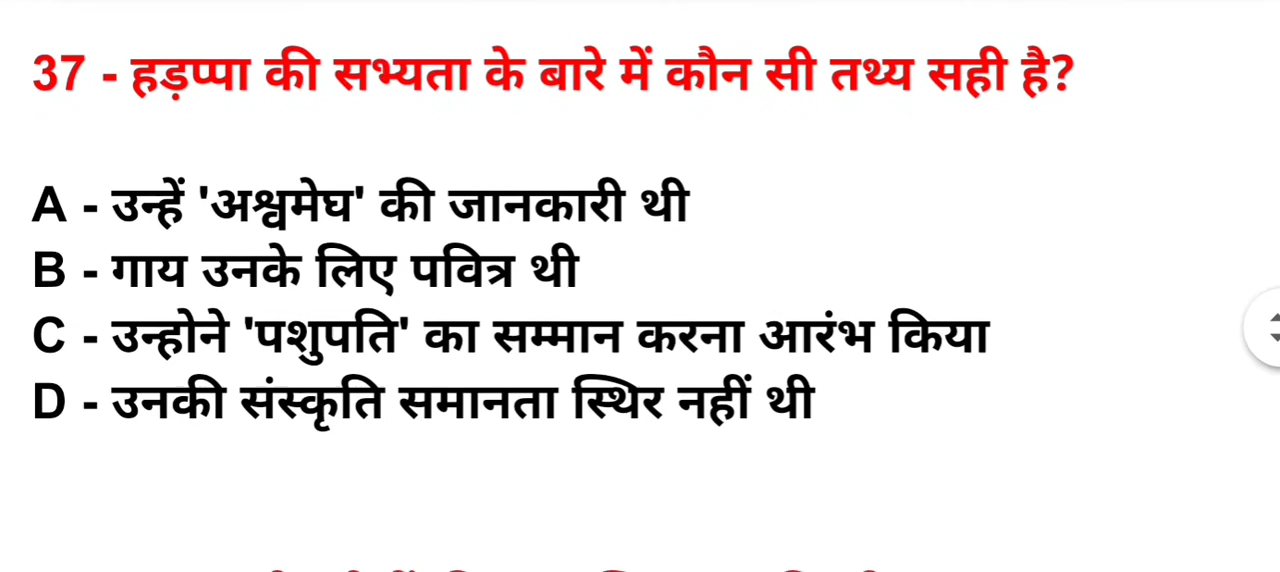 37 - हड़प्पा की सभ्यता के बारे में कौन सी तथ्य सही है?
A - उन्हें 'अश्वमेघ' की जानकारी थी
B - गाय उनके लिए पवित्र थी
C - उन्होने 'पशुपति' का सम्मान करना आरंभ किया
D - उनकी संस्कृति समानता स्थिर नहीं थी